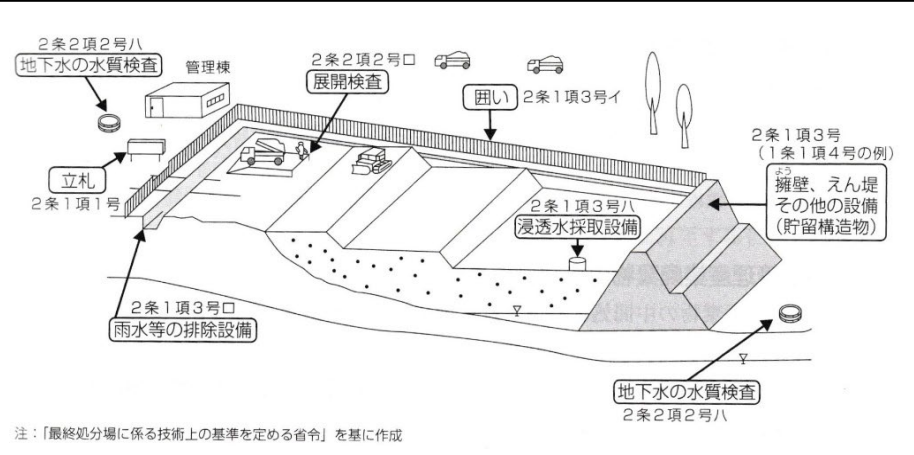 2条2項2号ハ
地下水の水質検査
管理棟
2条2項2号ロ
展開検査
囲い
2条1項3号イ
2条1項3号
(1条1項4号の例)
よう
擁壁、えん堤
その他の設備
(貯留構造物)
立札
2条1項1号
2条1項3号ハ
浸透水採取設備
2条1項3号ロ
雨水等の排除設備
地下水の水質検査
2条2項2号ハ
注:「最終処分場に係る技術上の基準を定める省令」を基に作成